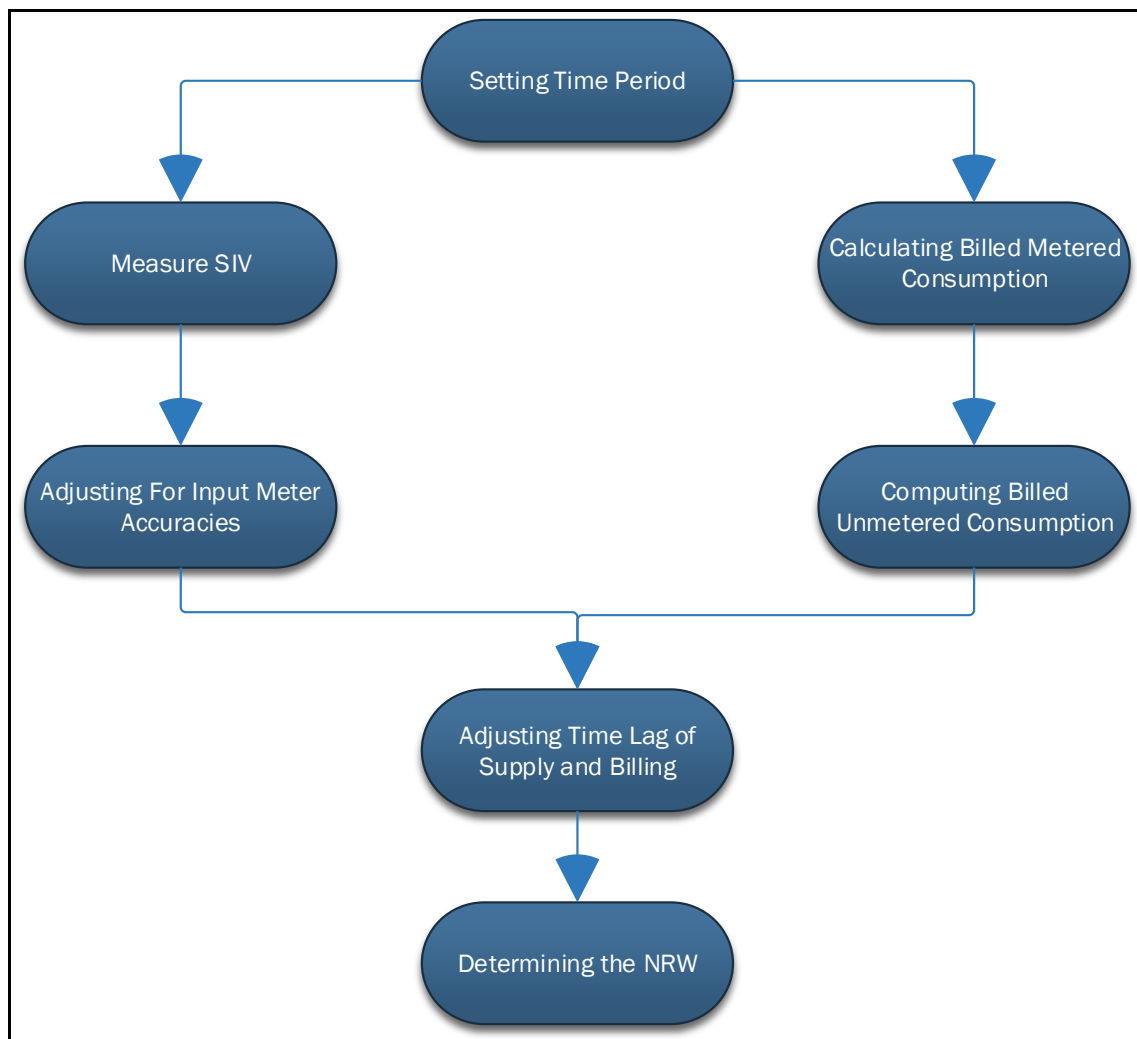 Setting Time Period
Measure SIV
Calculating Billed Metered
Consumption
Adjusting For Input Meter
Accuracies
Computing Billed
Unmetered Consumption
Adjusting Time Lag of
Supply and Billing
Determining the NRW